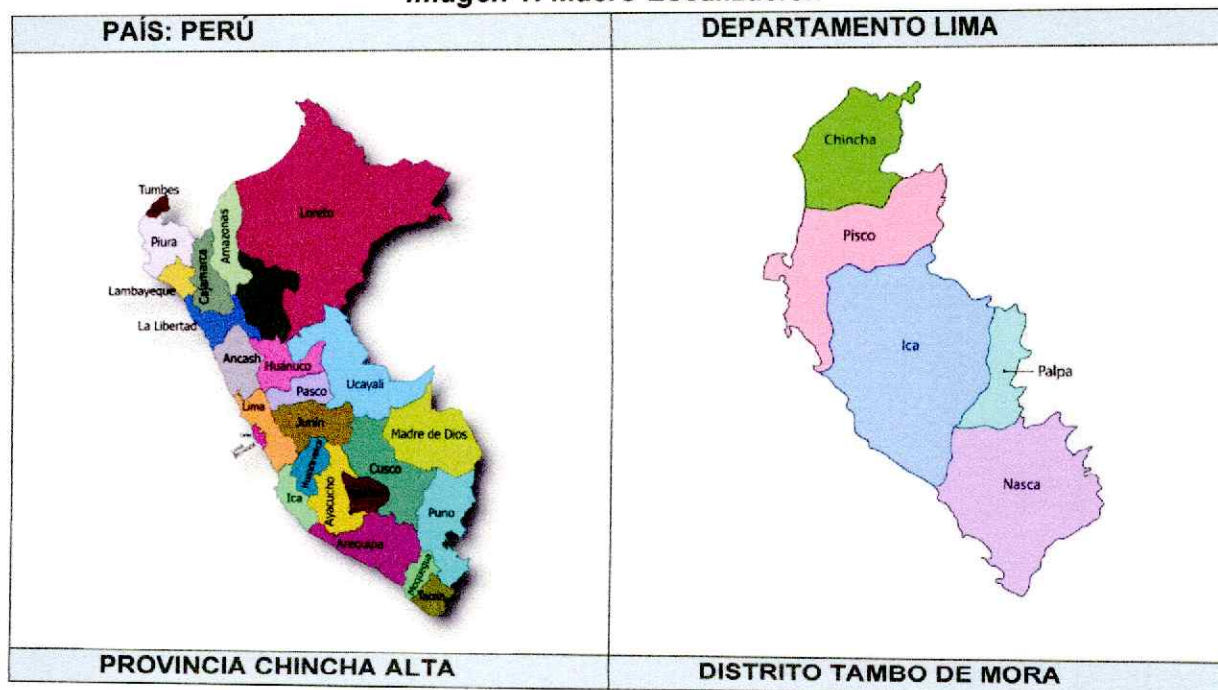 PAÍS: PERÚ
DEPARTAMENTO LIMA
Tumbes
Loreto
Piura
Amazonas
Cajamarca
Lambayeque
La Libertad
Ancash
Huánuco
Ucayali
Pasco
Lima
Junín
Madre de Dios
Cusco
Ica
Ayacucho
Puno
Arequipa
Moquegua
Tacna
Chincha
Pisco
Ica
Palpa
Nasca
PROVINCIA CHINCHA ALTA
DISTRITO TAMBO DE MORA